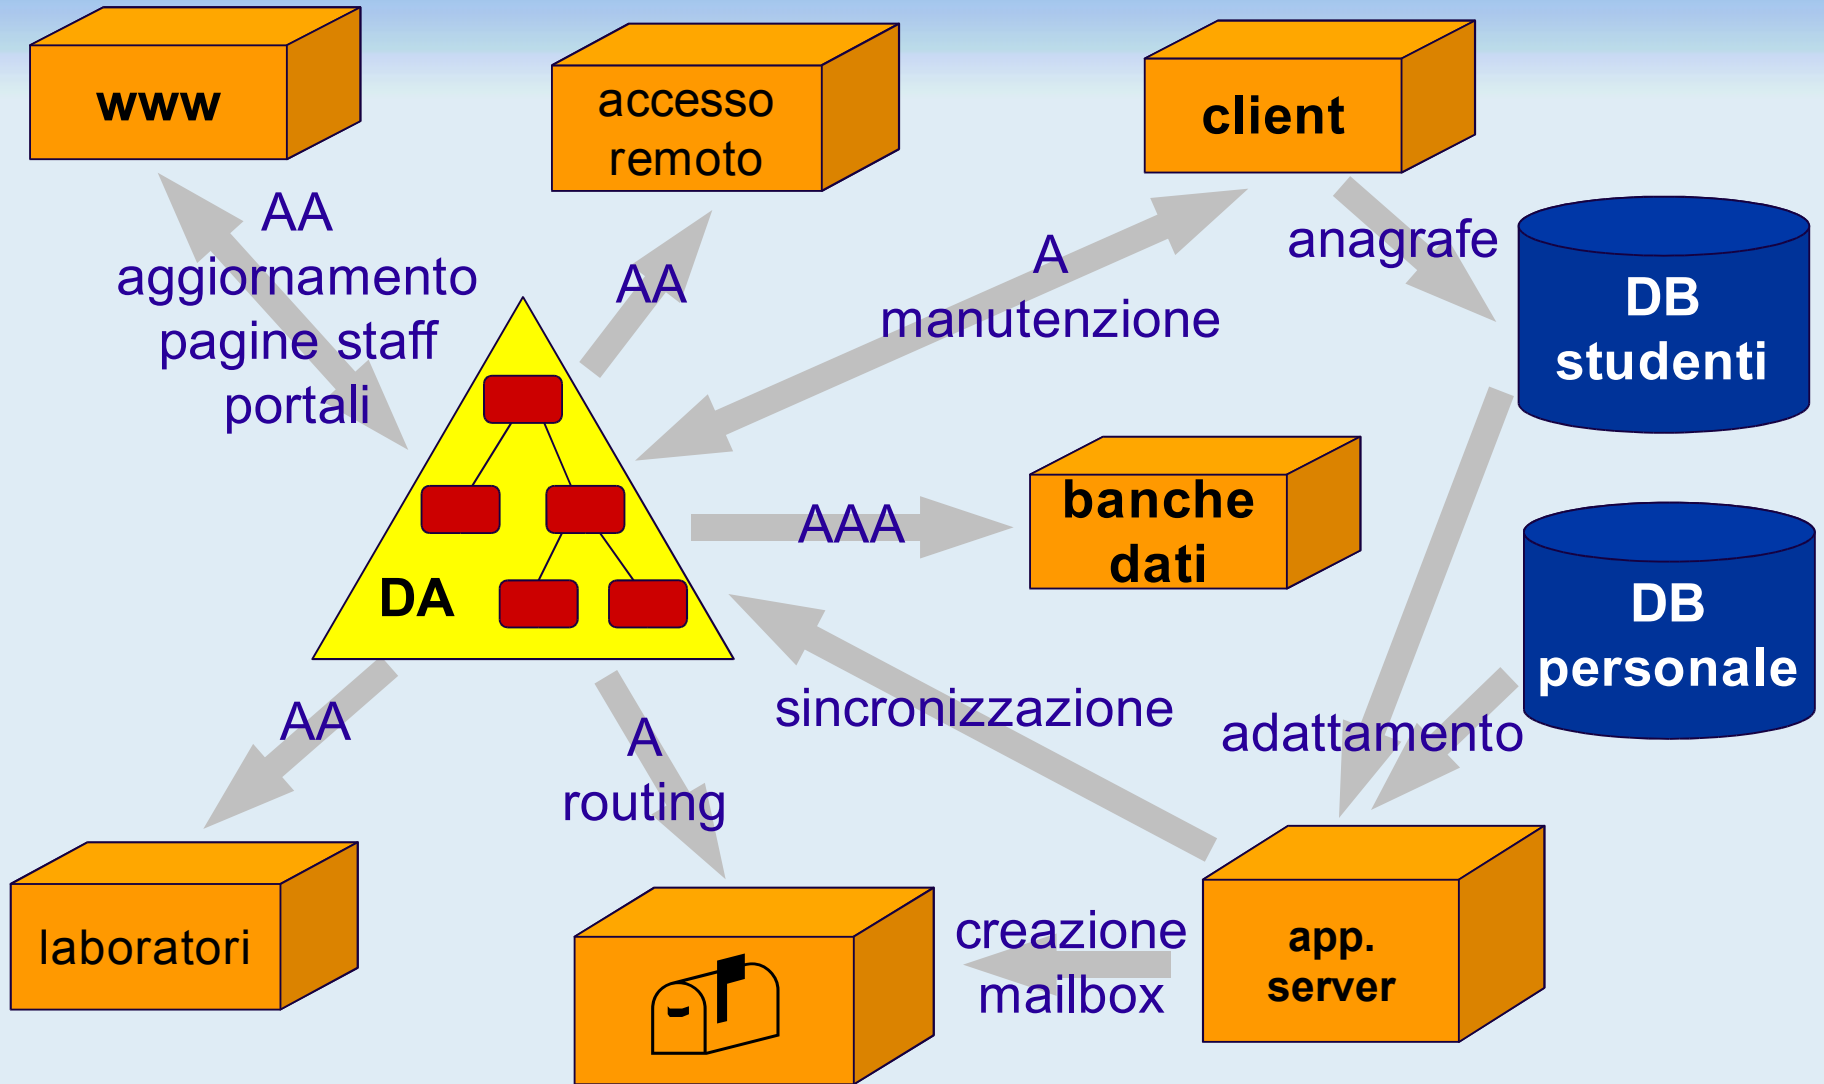 www
accesso
remoto
client
AA
aggiornamento
pagine staff
portali
AA
A
manutenzione
anagrafe
DB
studenti
DA
AAA
banche
dati
DB
personale
AA
A
routing
sincronizzazione
adattamento
laboratori
creazione
mailbox
app.
server